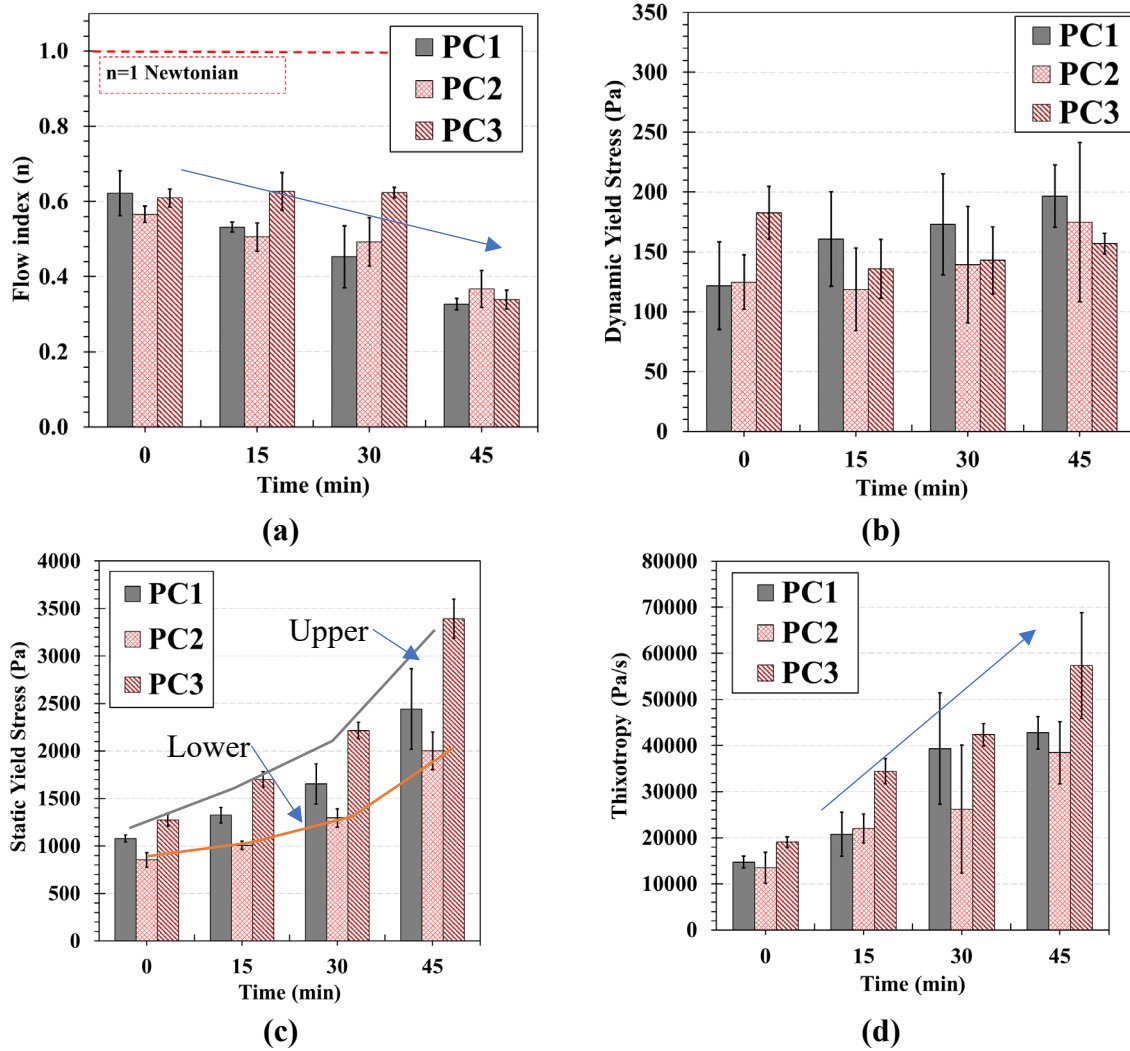 Flow index (n)
1.0
0.8
0.6
0.4
0.2
0.0
n=1 Newtonian
PC1
PC2
PC3
0 15 30 45
Time (min)
(a)
Dynamic Yield Stress (Pa)
350
300
250
200
150
100
50
0
PC1
PC2
PC3
0 15 30 45
Time (min)
(b)
Static Yield Stress (Pa)
4000
3500
3000
2500
2000
1500
1000
500
0
PC1
PC2
PC3
Upper
Lower
0 15 30 45
Time (min)
(c)
Thixotropy (Pa/s)
80000
70000
60000
50000
40000
30000
20000
10000
0
PC1
PC2
PC3
0 15 30 45
Time (min)
(d)